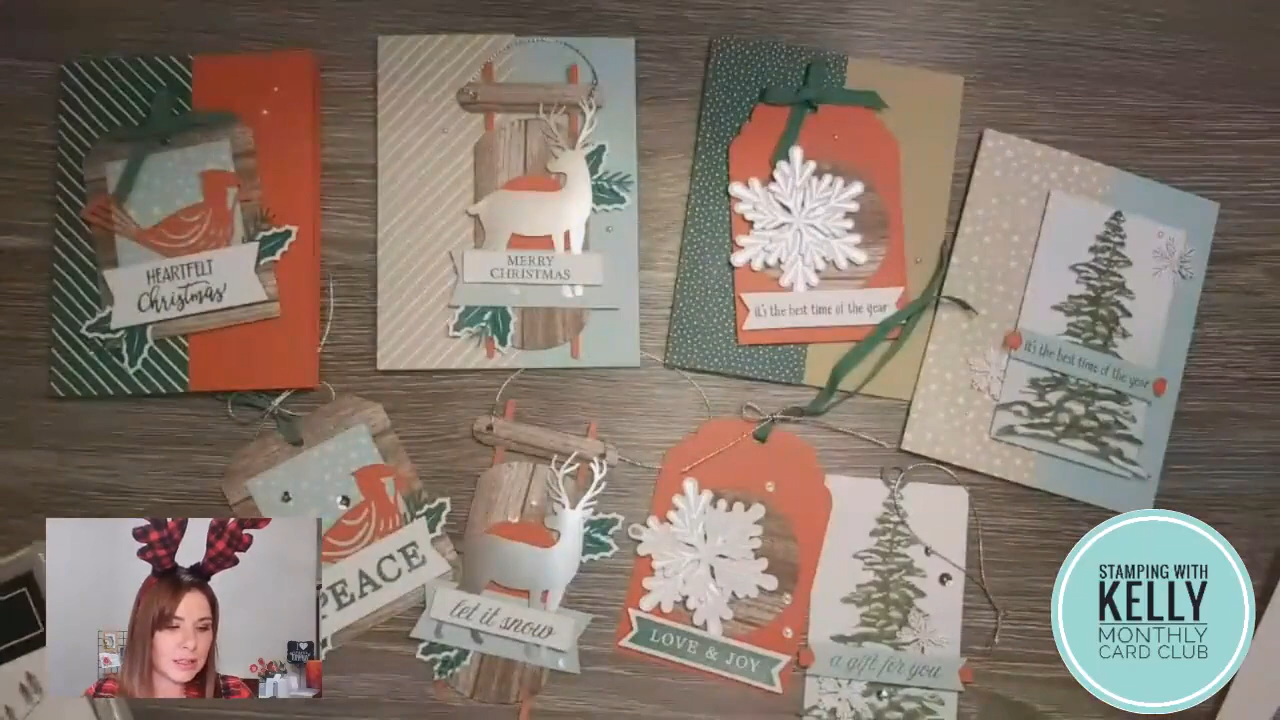 HEARTFELT
Christmas
MERRY
CHRISTMAS
it's the best time of the year
it's the best time of the year
PEACE
let it snow
LOVE & JOY
a gift for you
STAMPING WITH
KELLY
MONTHLY
CARD CLUB